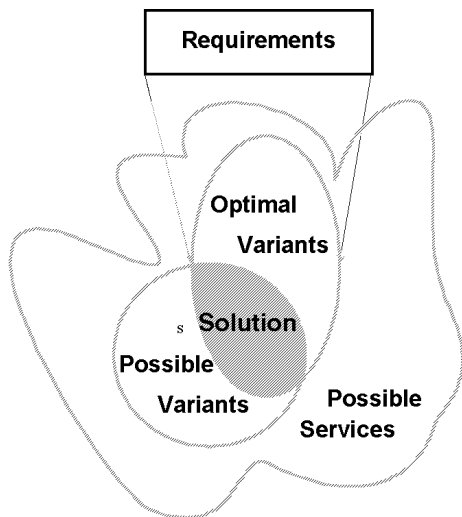 Requirements
Optimal
Variants
s Solution
Possible
Variants
Possible
Services